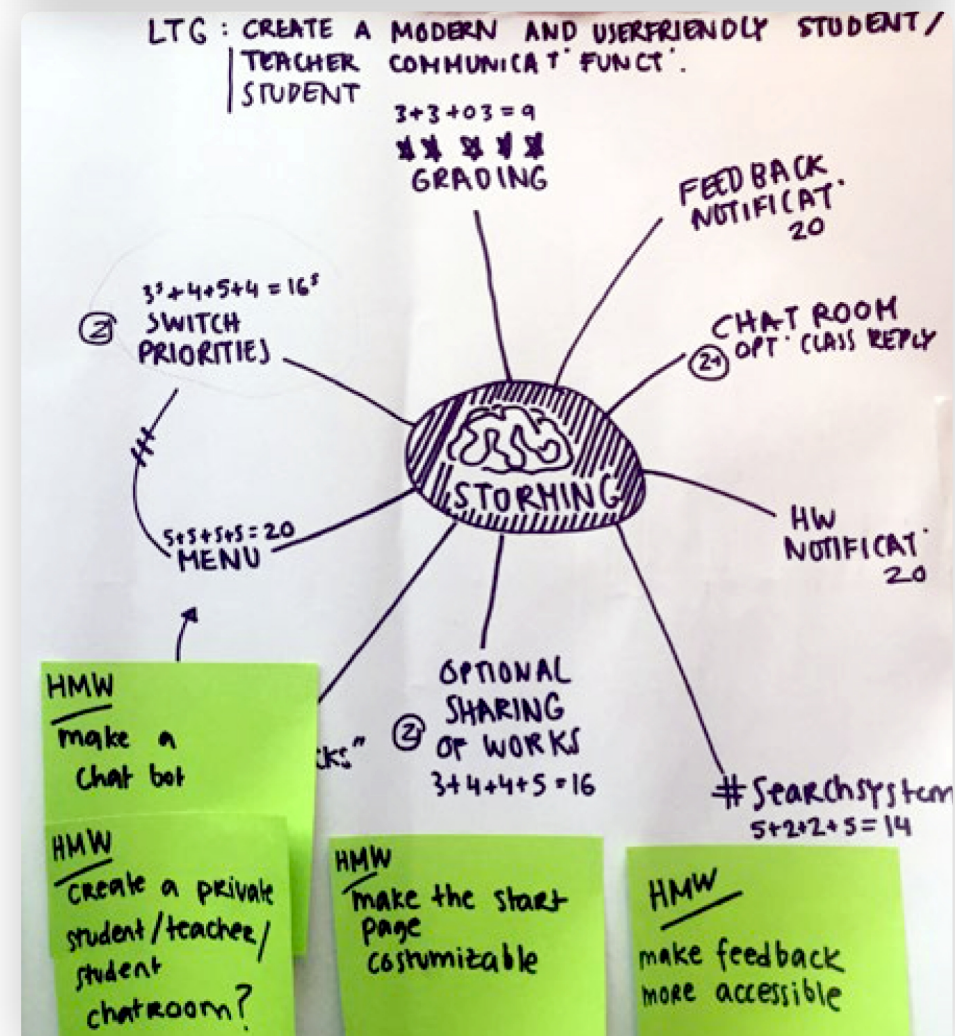 LTG : CREATE A MODERN AND USERFRIENDLY STUDENT/
TEACHER COMMUNICAT˙ FUNCT˙.
STUDENT
3+3+03=9
GRADING
FEEDBACK
NOTIFICAT˙
20
3⁵+4+5+4=16⁵
② SWITCH
PRIORITIES
CHAT ROOM
OPT˙ CLASS REPLY
STORMING
HW
NOTIFICAT˙
20
5+5+5+5=20
MENU
OPTIONAL
SHARING
② OF WORKS
3+4+4+5=16
cks"
#Searchsystem
5+2+2+5=14
HMW
make a
chat bot
HMW
create a private
student/teacher/
student
chatroom?
HMW
make the start
page
costumizable
HMW
make feedback
more accessible